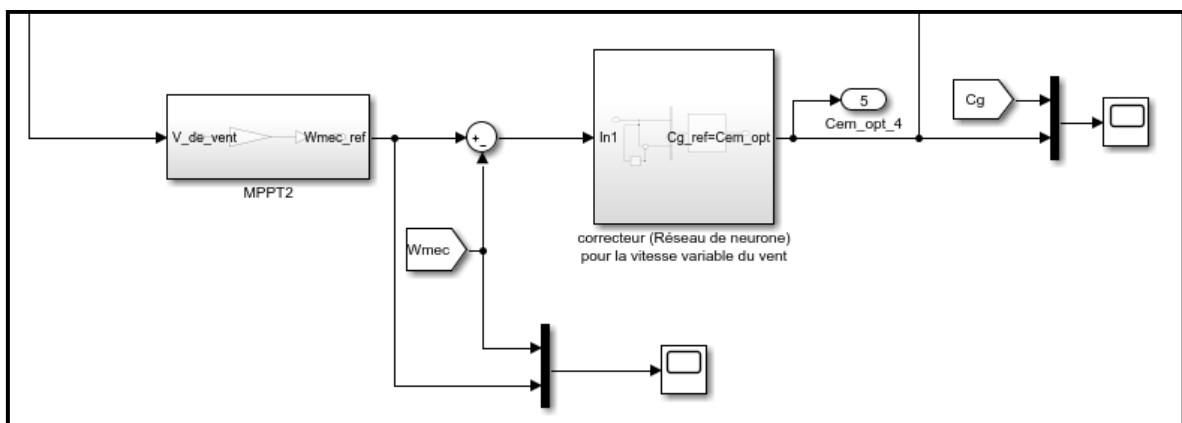 V_de_vent
Wmec_ref
MPPT2
+
-
Wmec
In1
Cg_ref=Cem_opt
correcteur (Réseau de neurone)
pour la vitesse variable du vent
5
Cem_opt_4
Cg